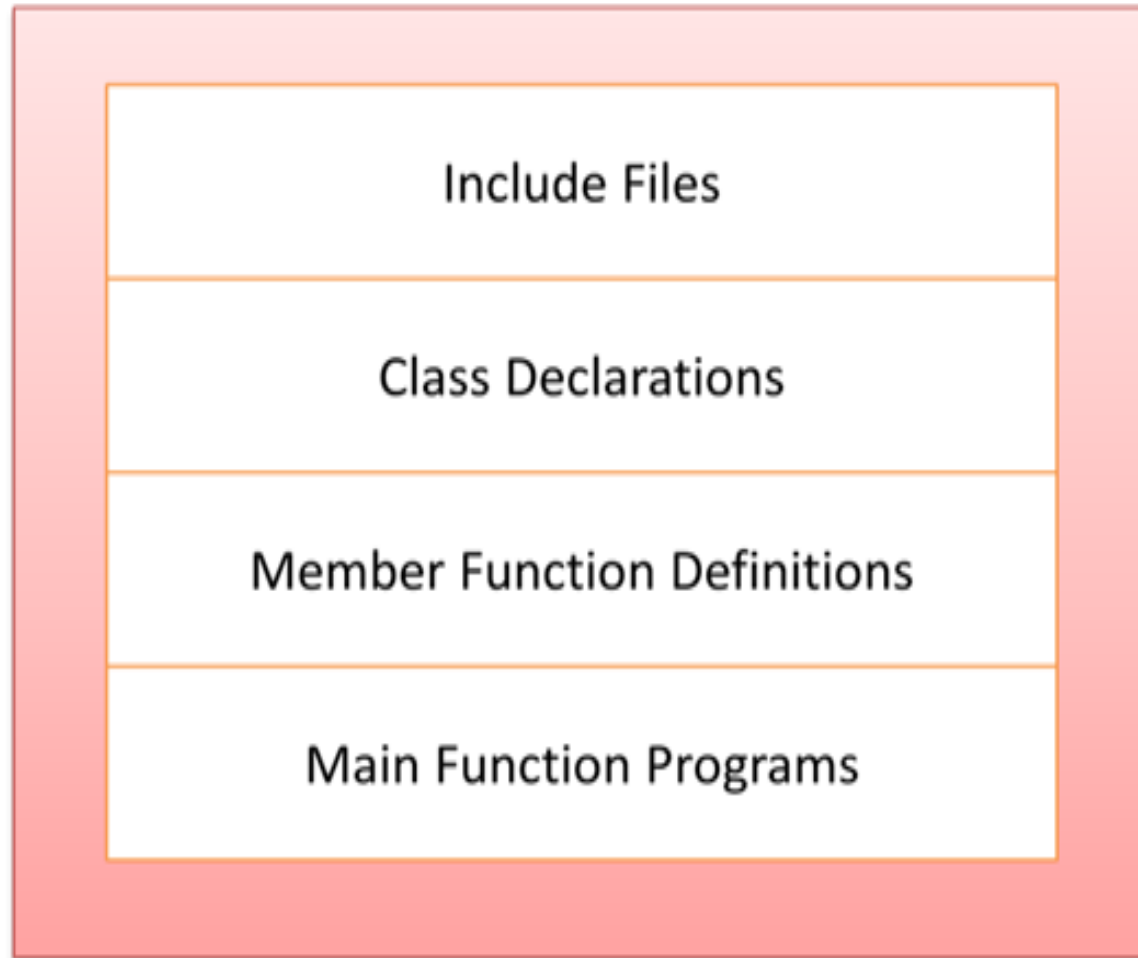 Include Files
Class Declarations
Member Function Definitions
Main Function Programs